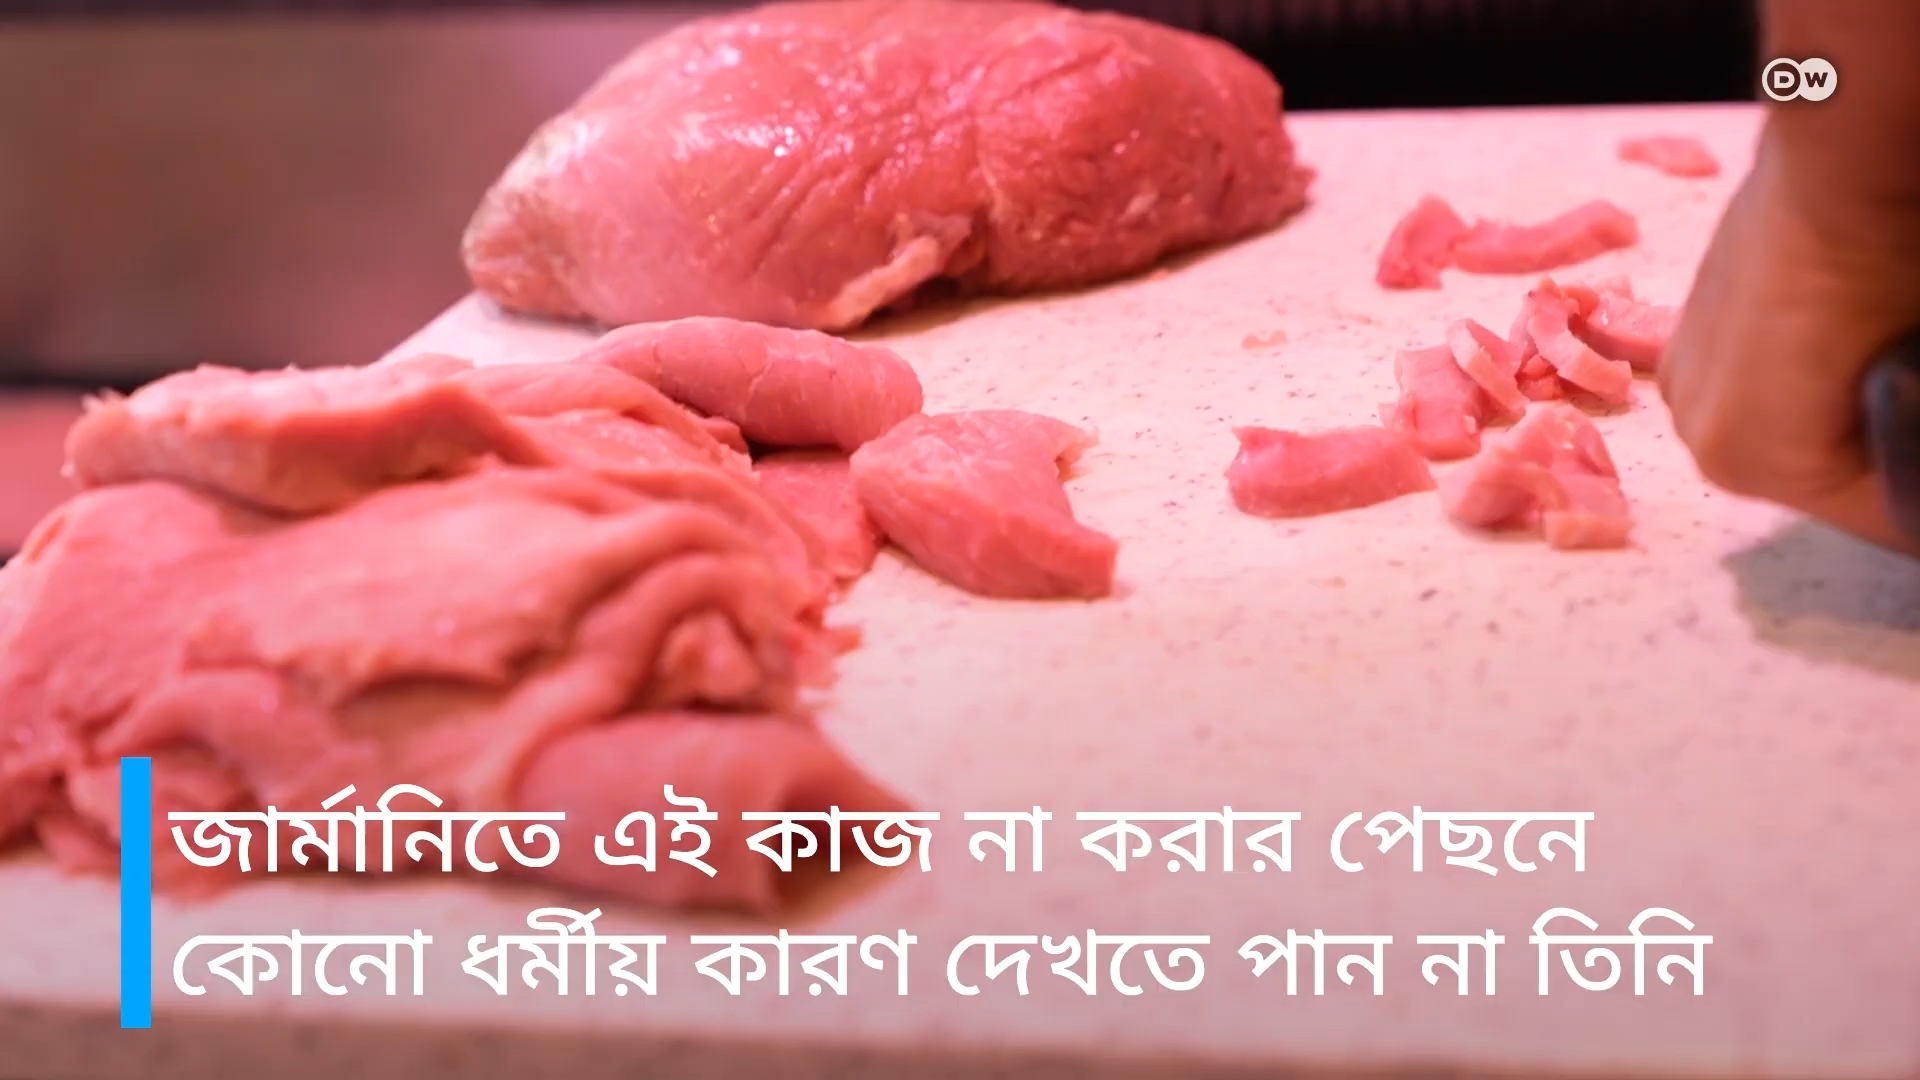 DW
জার্মানিতে এই কাজ না করার পেছনে
কোনো ধর্মীয় কারণ দেখতে পান না তিনি